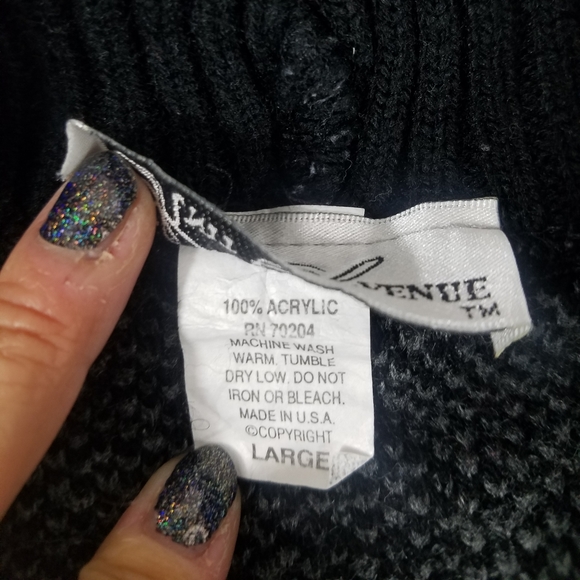 VENUE
TM
100% ACRYLIC
RN 70204
MACHINE WASH
WARM. TUMBLE
DRY LOW. DO NOT
IRON OR BLEACH.
MADE IN U.S.A.
©COPYRIGHT
LARGE